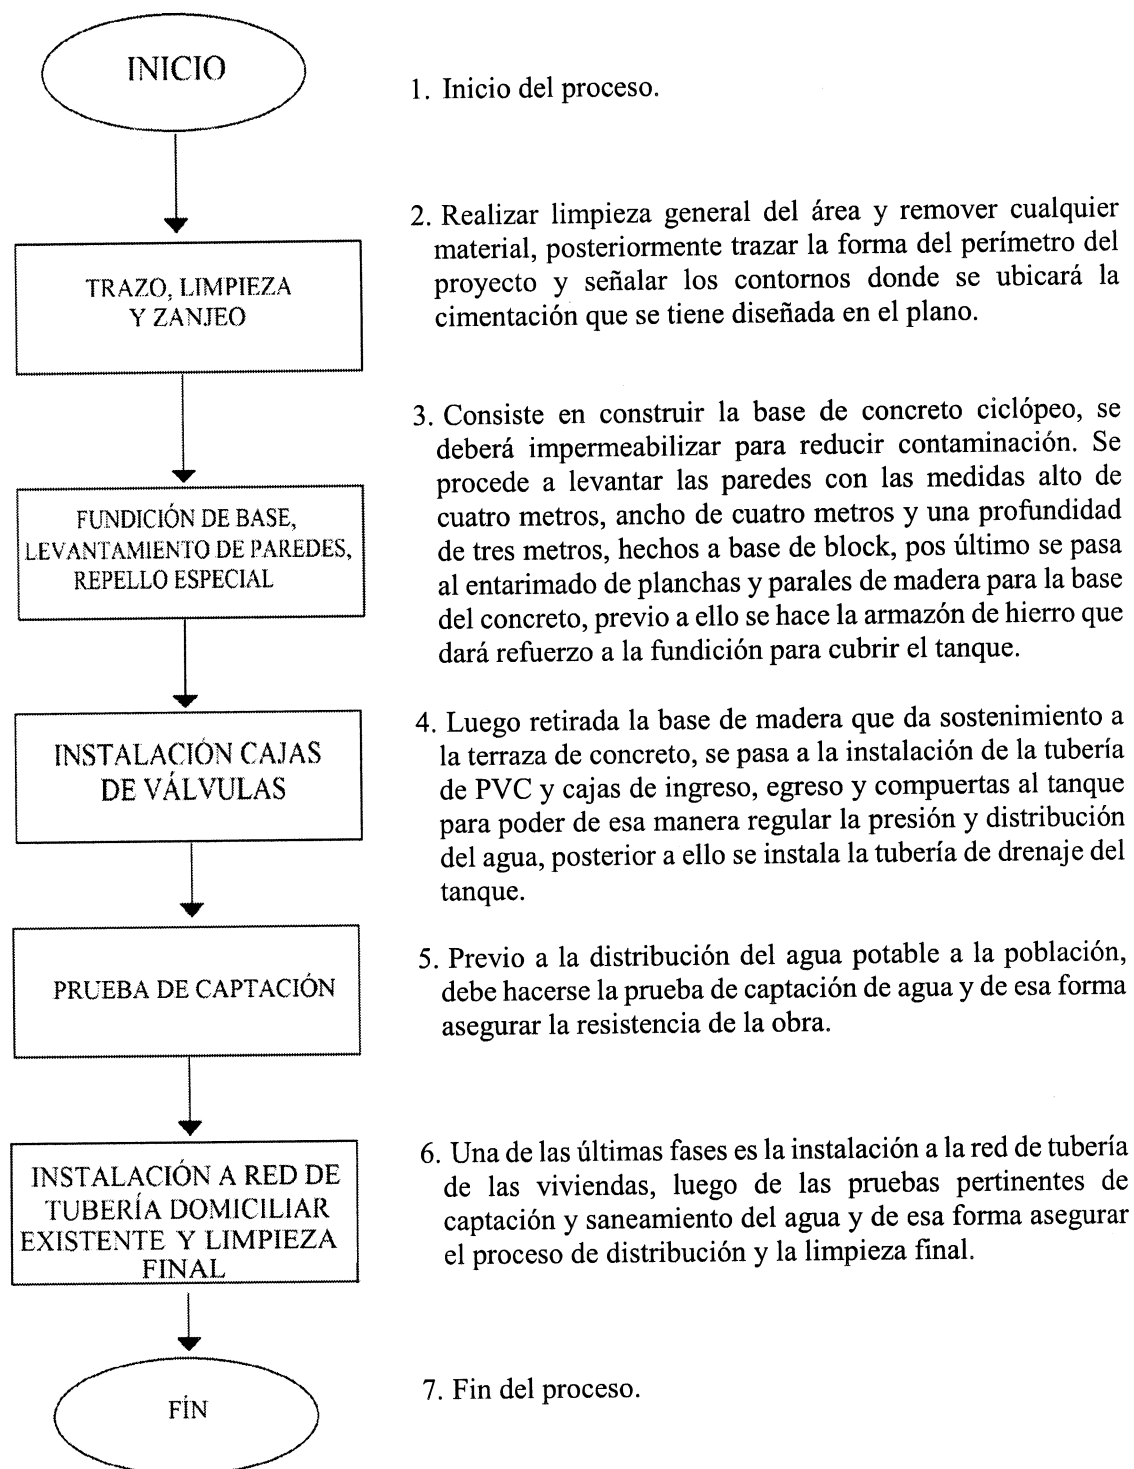 INICIO
1. Inicio del proceso.
TRAZO, LIMPIEZA
Y ZANJEO
2. Realizar limpieza general del área y remover cualquier
material, posteriormente trazar la forma del perímetro del
proyecto y señalar los contornos donde se ubicará la
cimentación que se tiene diseñada en el plano.
FUNDICIÓN DE BASE,
LEVANTAMIENTO DE PAREDES,
REPELLO ESPECIAL
3. Consiste en construir la base de concreto ciclópeo, se
deberá impermeabilizar para reducir contaminación. Se
procede a levantar las paredes con las medidas alto de
cuatro metros, ancho de cuatro metros y una profundidad
de tres metros, hechos a base de block, pos último se pasa
al entarimado de planchas y parales de madera para la base
del concreto, previo a ello se hace la armazón de hierro que
dará refuerzo a la fundición para cubrir el tanque.
INSTALACIÓN CAJAS
DE VÁLVULAS
4. Luego retirada la base de madera que da sostenimiento a
la terraza de concreto, se pasa a la instalación de la tubería
de PVC y cajas de ingreso, egreso y compuertas al tanque
para poder de esa manera regular la presión y distribución
del agua, posterior a ello se instala la tubería de drenaje del
tanque.
PRUEBA DE CAPTACIÓN
5. Previo a la distribución del agua potable a la población,
debe hacerse la prueba de captación de agua y de esa forma
asegurar la resistencia de la obra.
INSTALACIÓN A RED DE
TUBERÍA DOMICILIAR
EXISTENTE Y LIMPIEZA
FINAL
6. Una de las últimas fases es la instalación a la red de tubería
de las viviendas, luego de las pruebas pertinentes de
captación y saneamiento del agua y de esa forma asegurar
el proceso de distribución y la limpieza final.
FÍN
7. Fin del proceso.